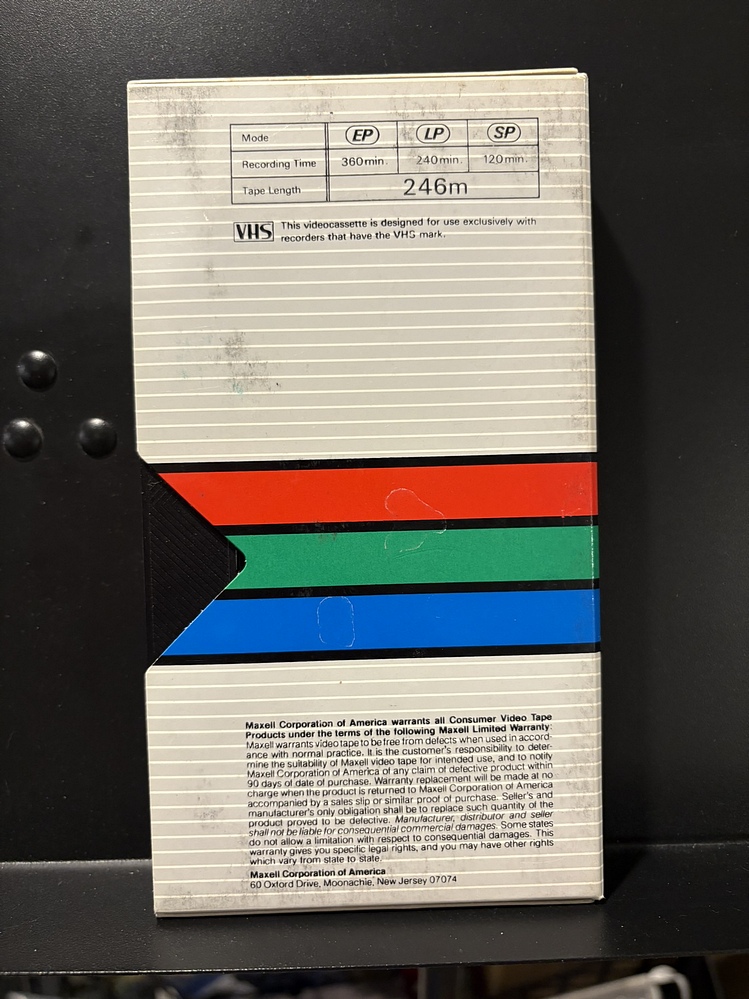 Mode EP LP SP
Recording Time 360min. 240min. 120min.
Tape Length 246m
VHS This videocassette is designed for use exclusively with
recorders that have the VHS mark.
Maxell Corporation of America warrants all Consumer Video Tape
Products under the terms of the following Maxell Limited Warranty:
Maxell warrants video tape to be free from defects when used in accord-
ance with normal practice. It is the customer's responsibility to deter-
mine the suitability of Maxell video tape for intended use, and to notify
Maxell Corporation of America of any claim of defective product within
90 days of date of purchase. Warranty replacement will be made at no
charge when the product is returned to Maxell Corporation of America
accompanied by a sales slip or similar proof of purchase. Seller's and
manufacturer's only obligation shall be to replace such quantity of the
product proved to be defective. Manufacturer, distributor and seller
shall not be liable for consequential commercial damages. Some states
do not allow a limitation with respect to consequential damages. This
warranty gives you specific legal rights, and you may have other rights
which vary from state to state.
Maxell Corporation of America
60 Oxford Drive, Moonachie, New Jersey 07074